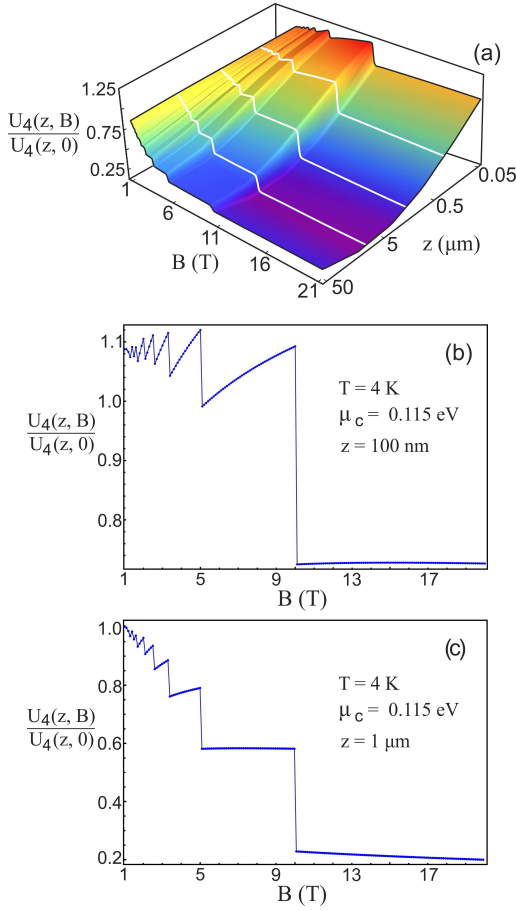 (a)
1.25
U4(z, B)
0.75
U4(z, 0)
0.25
1
6
11
16
21
B (T)
0.05
0.5
5
50
z (μm)
(b)
1.1
1.0
0.9
0.8
U4(z, B)
U4(z, 0)
T = 4 K
μc = 0.115 eV
z = 100 nm
1 5 9 13 17
B (T)
(c)
1.0
0.8
0.6
0.4
0.2
U4(z, B)
U4(z, 0)
T = 4 K
μc = 0.115 eV
z = 1 μm
1 5 9 13 17
B (T)